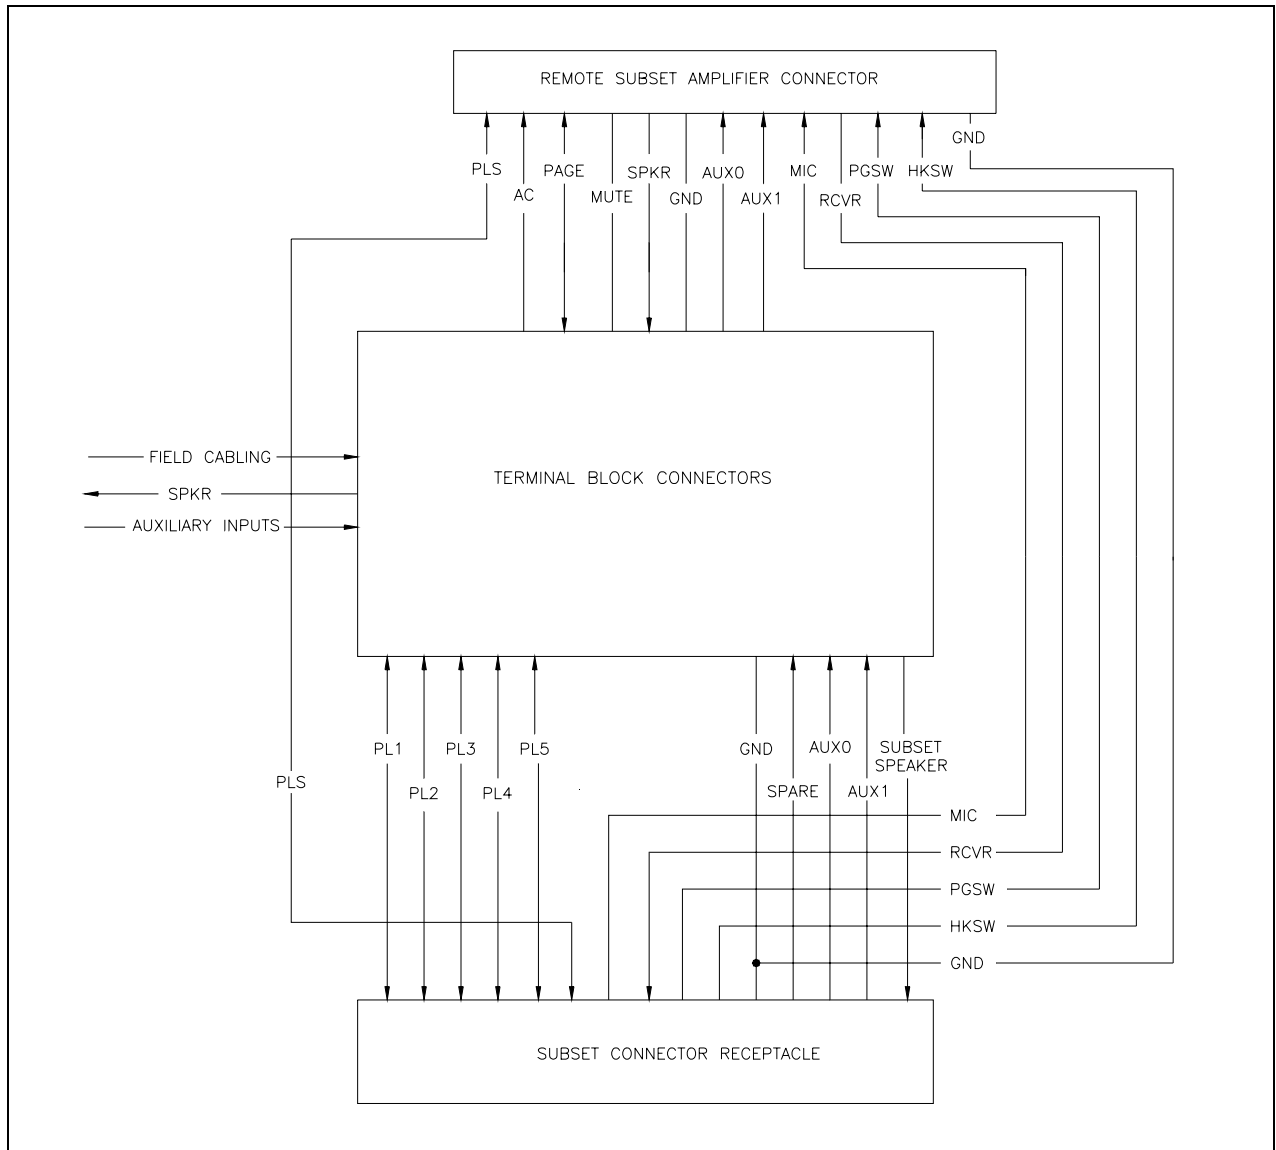 REMOTE SUBSET AMPLIFIER CONNECTOR
GND
PLS
PAGE
SPKR
AUX0
MIC
PGSW
HKSW
AC
MUTE
GND
AUX1
RCVR
FIELD CABLING
TERMINAL BLOCK CONNECTORS
SPKR
AUXILIARY INPUTS
PL1
PL3
PL5
GND
AUX0
SUBSET
SPEAKER
PLS
PL2
PL4
SPARE
AUX1
MIC
RCVR
PGSW
HKSW
GND
SUBSET CONNECTOR RECEPTACLE